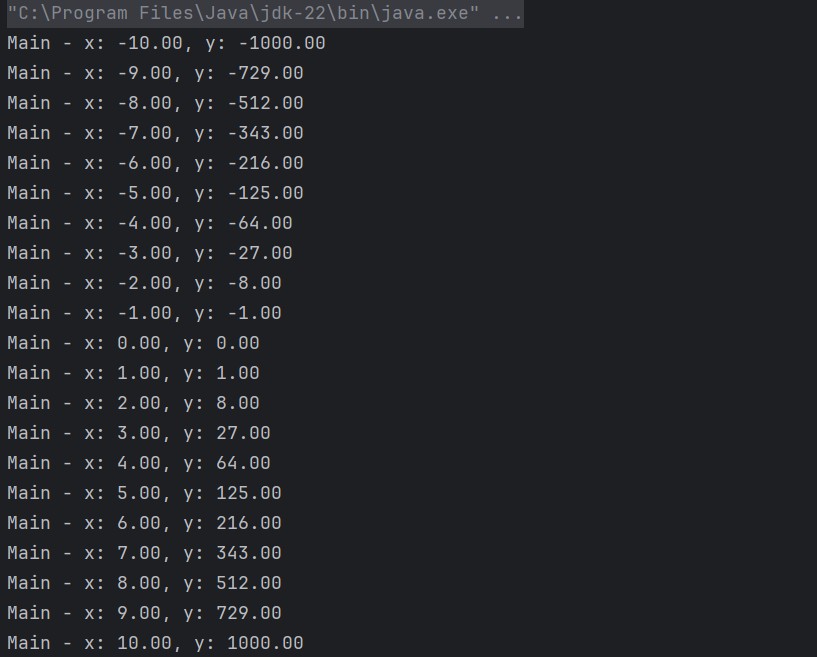 "C:\Program Files\Java\jdk-22\bin\java.exe" ...
Main - x: -10.00, y: -1000.00
Main - x: -9.00, y: -729.00
Main - x: -8.00, y: -512.00
Main - x: -7.00, y: -343.00
Main - x: -6.00, y: -216.00
Main - x: -5.00, y: -125.00
Main - x: -4.00, y: -64.00
Main - x: -3.00, y: -27.00
Main - x: -2.00, y: -8.00
Main - x: -1.00, y: -1.00
Main - x: 0.00, y: 0.00
Main - x: 1.00, y: 1.00
Main - x: 2.00, y: 8.00
Main - x: 3.00, y: 27.00
Main - x: 4.00, y: 64.00
Main - x: 5.00, y: 125.00
Main - x: 6.00, y: 216.00
Main - x: 7.00, y: 343.00
Main - x: 8.00, y: 512.00
Main - x: 9.00, y: 729.00
Main - x: 10.00, y: 1000.00